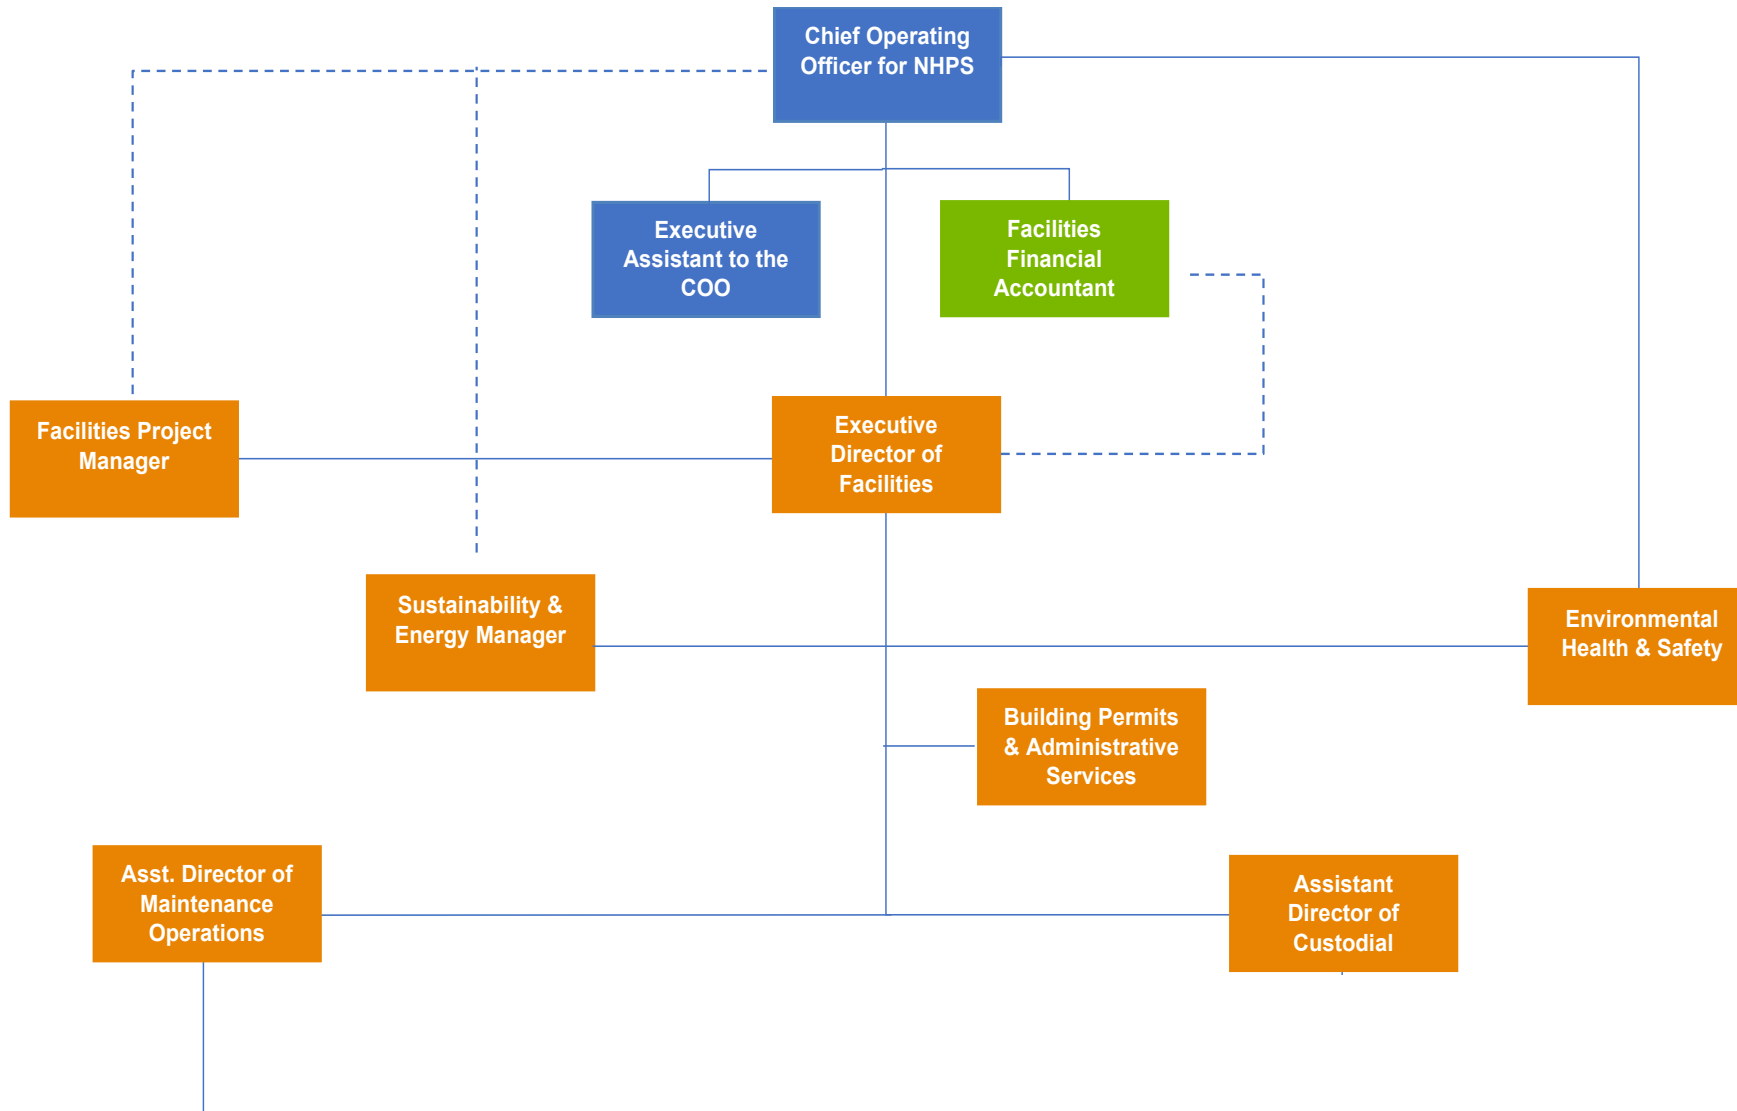 Chief Operating
Officer for NHPS
Executive
Assistant to the
COO
Facilities
Financial
Accountant
Facilities Project
Manager
Executive
Director of
Facilities
Sustainability &
Energy Manager
Environmental
Health & Safety
Building Permits
& Administrative
Services
Asst. Director of
Maintenance
Operations
Assistant
Director of
Custodial